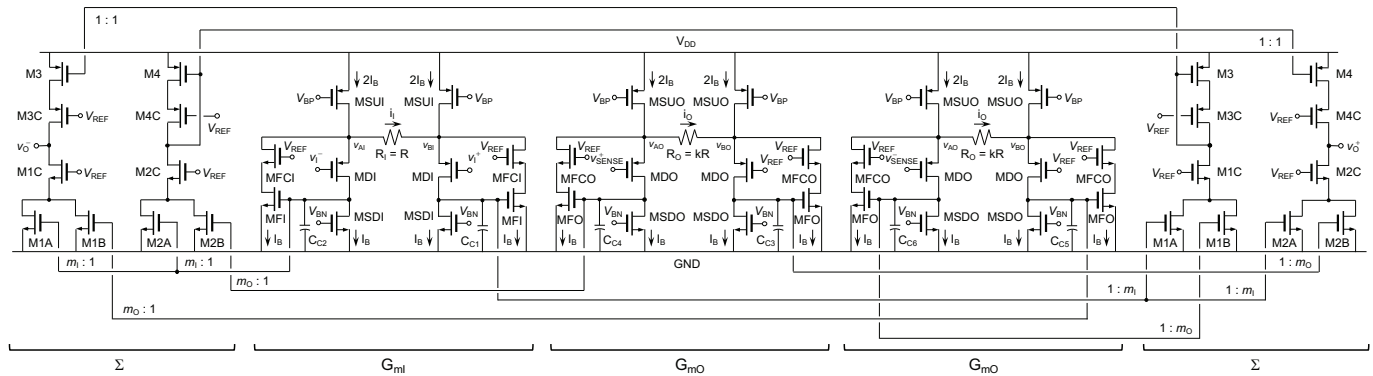 1 : 1
V_DD
1 : 1
M3
M4
2I_B
2I_B
2I_B
2I_B
2I_B
2I_B
M3
M4
V_BP
MSUI
MSUI
V_BP
V_BP
MSUO
MSUO
V_BP
V_BP
MSUO
MSUO
V_BP
M3C
V_REF
M4C
V_REF
i_I
i_O
i_O
V_REF
M3C
M4C
V_REF
v_O^-
V_REF
v_AI
R_I = R
v_BI
V_REF
V_REF
v_AO
R_O = kR
v_BO
V_REF
V_REF
v_AO
R_O = kR
v_BO
V_REF
v_O^+
M1C
V_REF
M2C
V_REF
v_I^-
v_I^+
v_SENSE^+
V_REF
v_SENSE^-
V_REF
V_REF
M1C
V_REF
M2C
MFCI
MDI
MDI
MFCI
MFCO
MDO
MDO
MFCO
MFCO
MDO
MDO
MFCO
MFI
V_BN
MSDI
MSDI
V_BN
MFI
MFO
V_BN
MSDO
MSDO
V_BN
MFO
MFO
V_BN
MSDO
MSDO
V_BN
MFO
M1A
M1B
M2A
M2B
I_B
C_C2
I_B
I_B
C_C1
I_B
I_B
C_C4
I_B
I_B
C_C3
I_B
I_B
C_C6
I_B
I_B
C_C5
I_B
M1A
M1B
M2A
M2B
m_I : 1
m_I : 1
GND
1 : m_O
m_O : 1
1 : m_I
1 : m_I
m_O : 1
1 : m_O
Σ
G_mI
G_mO
G_mO
Σ